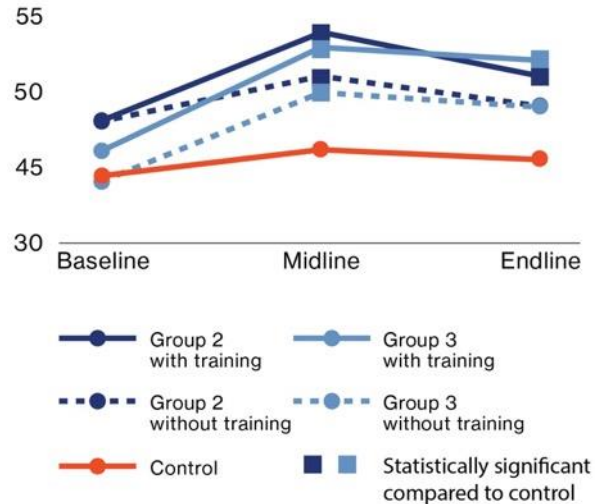 55
50
45
30
Baseline Midline Endline
Group 2
with training
Group 3
with training
Group 2
without training
Group 3
without training
Control
Statistically significant
compared to control